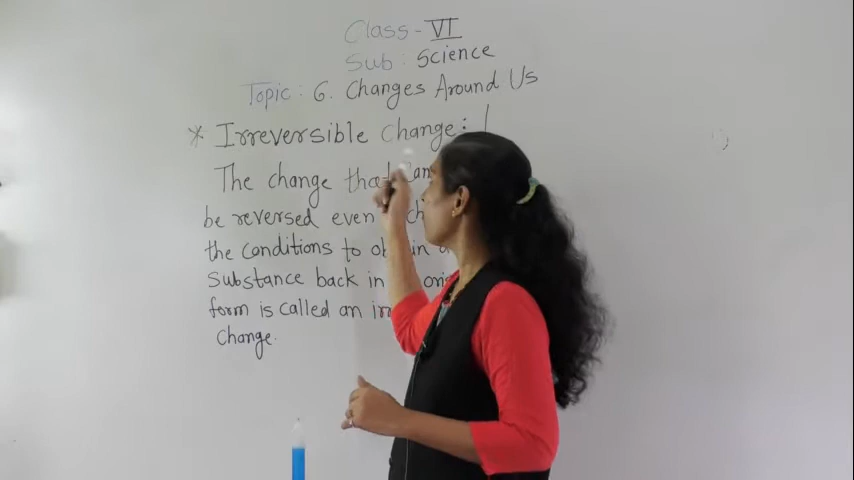 Class - VI
Sub : Science
Topic : 6. Changes Around Us
* Irreversible change :
The change that can
be reversed even
the conditions to
Substance back in
form is called an
change.